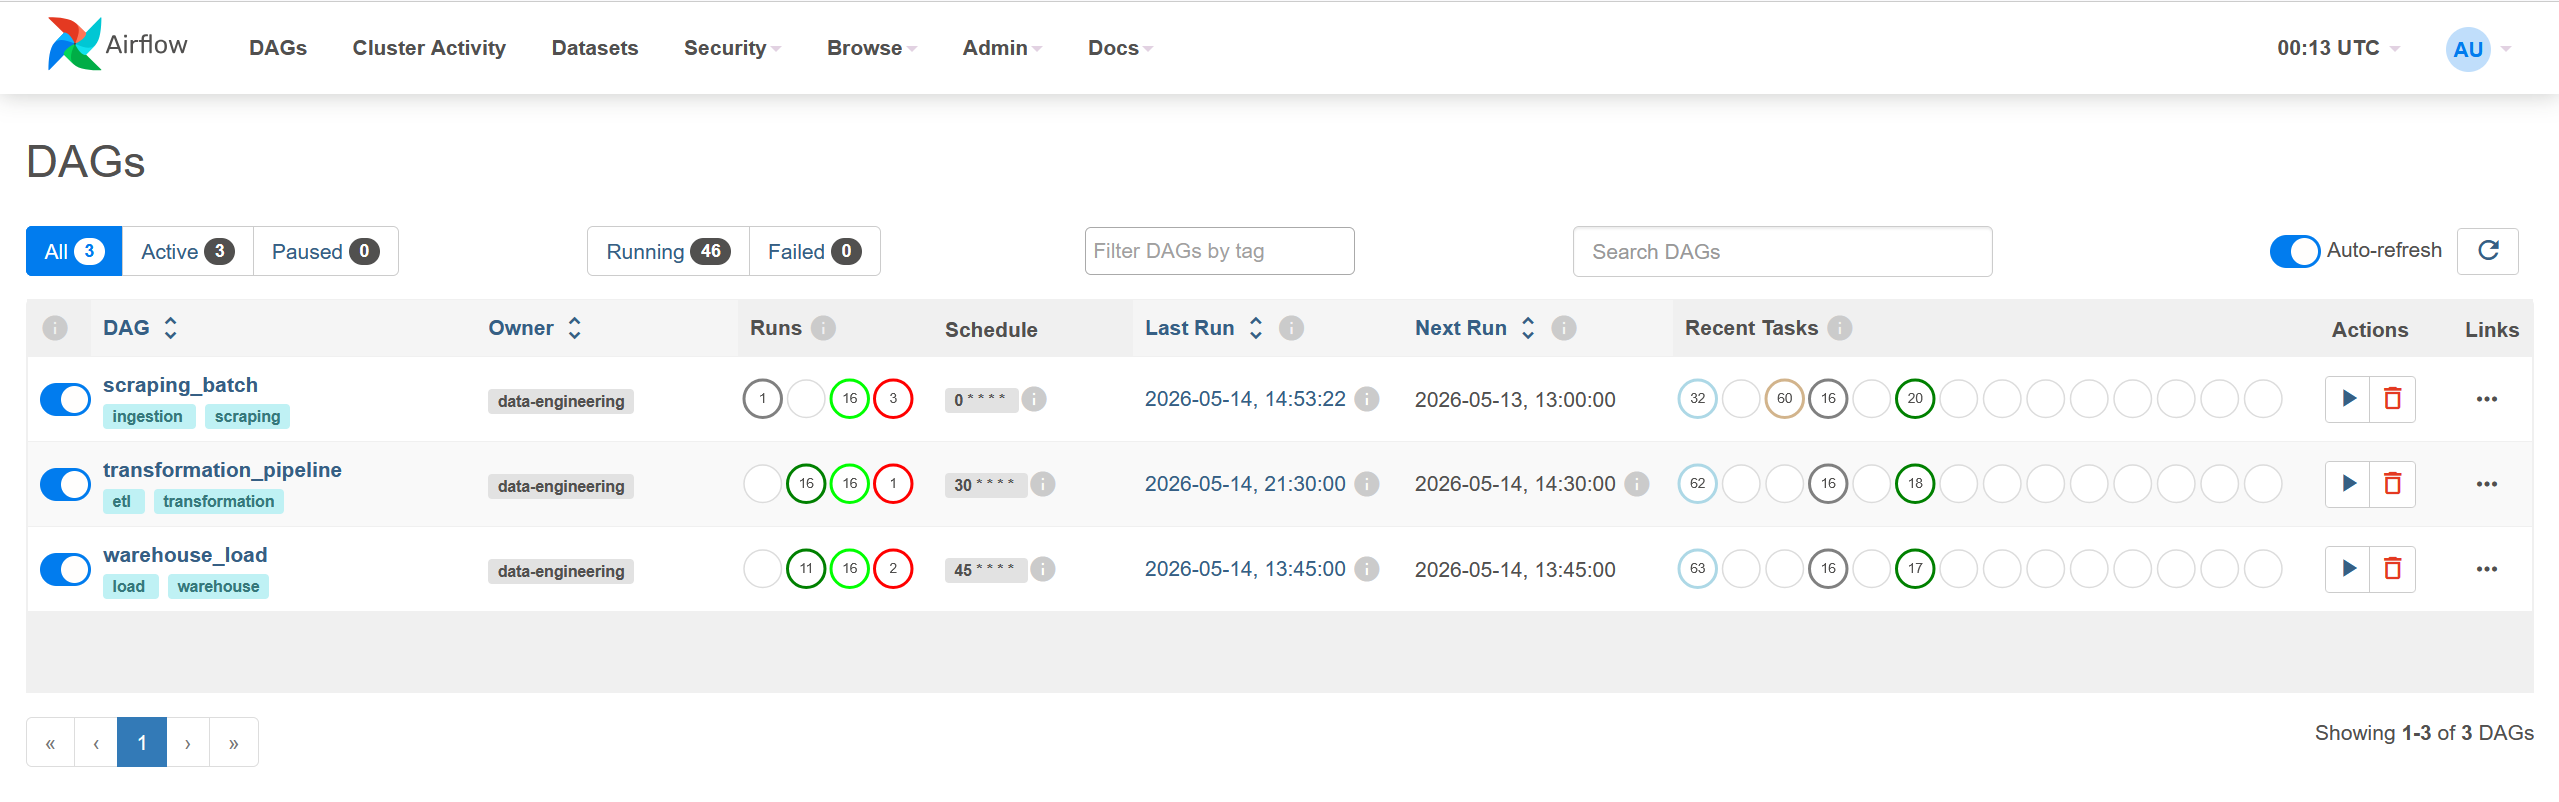 Airflow DAGs Cluster Activity Datasets Security Browse Admin Docs 00:13 UTC AU
DAGs
All 3 Active 3 Paused 0 Running 46 Failed 0 Filter DAGs by tag Search DAGs Auto-refresh
DAG Owner Runs Schedule Last Run Next Run Recent Tasks Actions Links
scraping_batch
data-engineering 1 16 3 0 * * * * 2026-05-14, 14:53:22 2026-05-13, 13:00:00 32 60 16 20
ingestion scraping
transformation_pipeline
data-engineering 16 16 1 30 * * * * 2026-05-14, 21:30:00 2026-05-14, 14:30:00 62 16 18
etl transformation
warehouse_load
data-engineering 11 16 2 45 * * * * 2026-05-14, 13:45:00 2026-05-14, 13:45:00 63 16 17
load warehouse
« ‹ 1 › »
Showing 1-3 of 3 DAGs